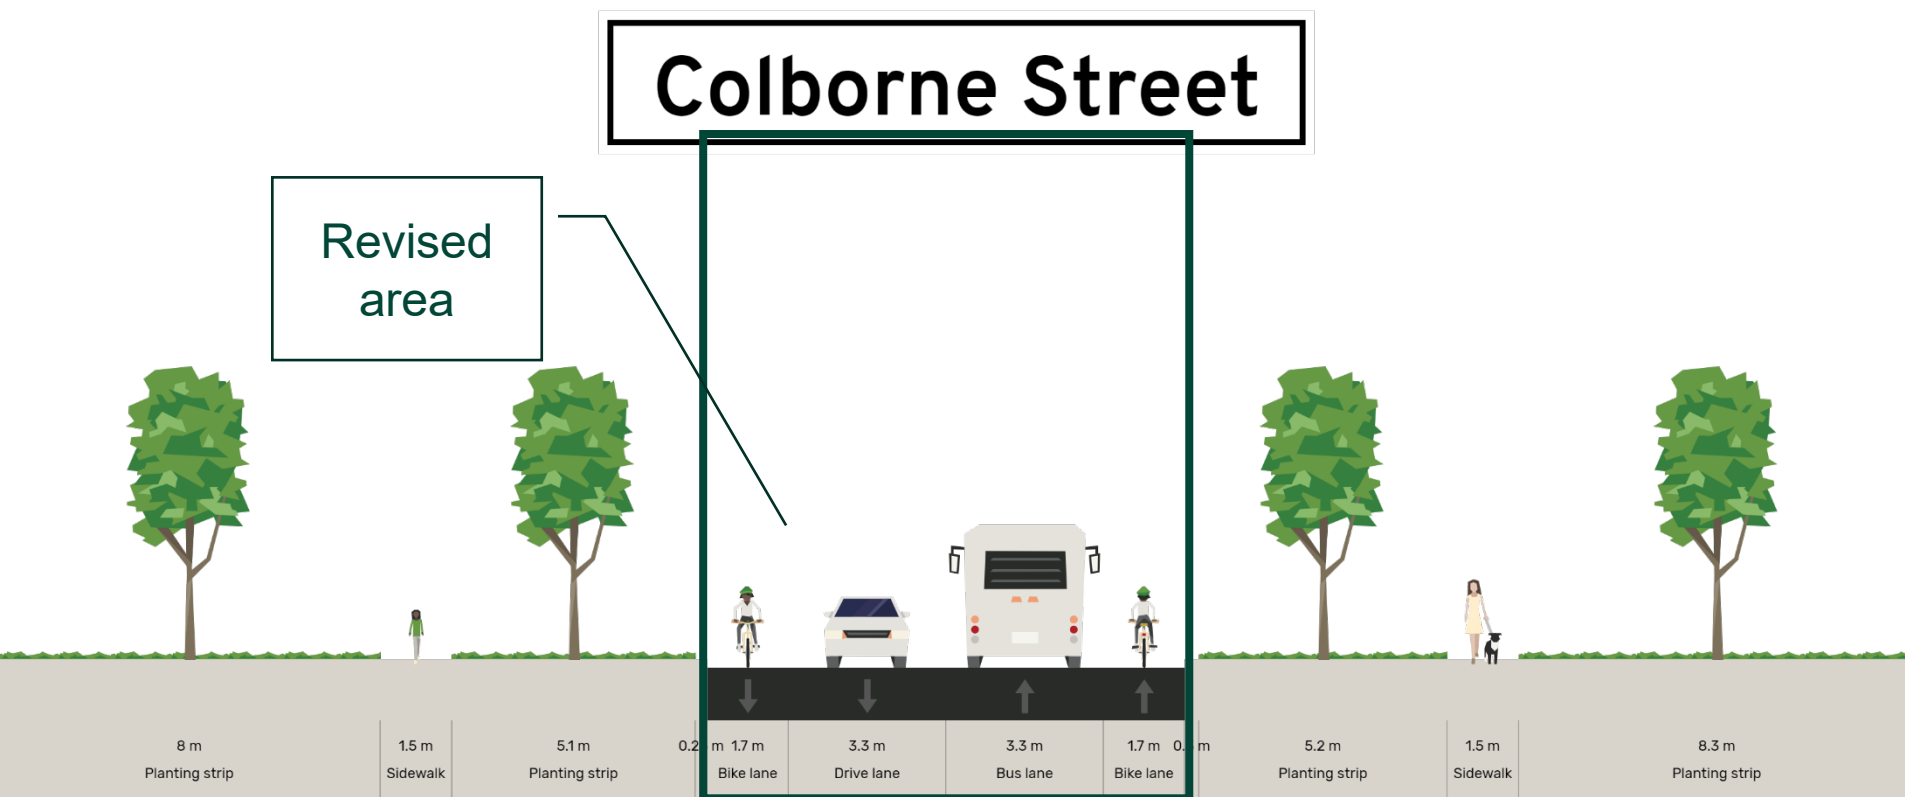 Colborne Street
Revised
area
8 m 1.5 m 5.1 m m 1.7 m 3.3 m 3.3 m 1.7 m m 5.2 m 1.5 m 8.3 m
Planting strip Sidewalk Planting strip Bike lane Drive lane Bus lane Bike lane Planting strip Sidewalk Planting strip